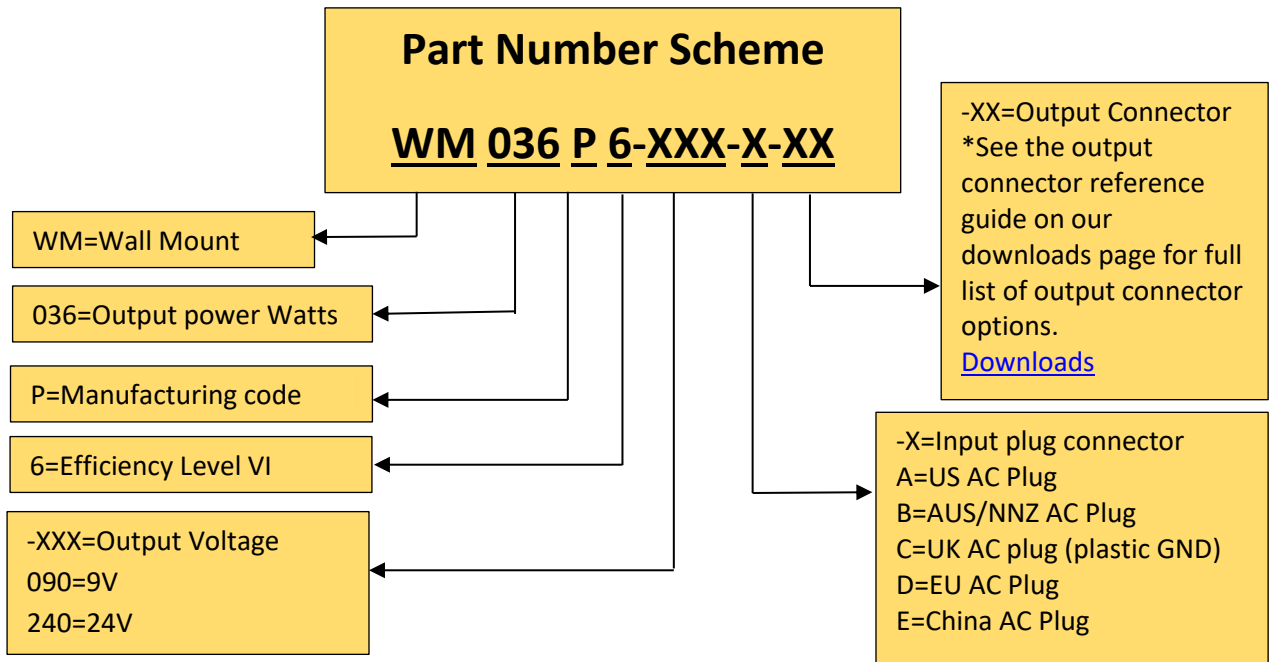 Part Number Scheme
WM 036 P 6-XXX-X-XX
WM=Wall Mount
036=Output power Watts
P=Manufacturing code
6=Efficiency Level VI
-XXX=Output Voltage
090=9V
240=24V
-XX=Output Connector
*See the output
connector reference
guide on our
downloads page for full
list of output connector
options.
Downloads
-X=Input plug connector
A=US AC Plug
B=AUS/NNZ AC Plug
C=UK AC plug (plastic GND)
D=EU AC Plug
E=China AC Plug